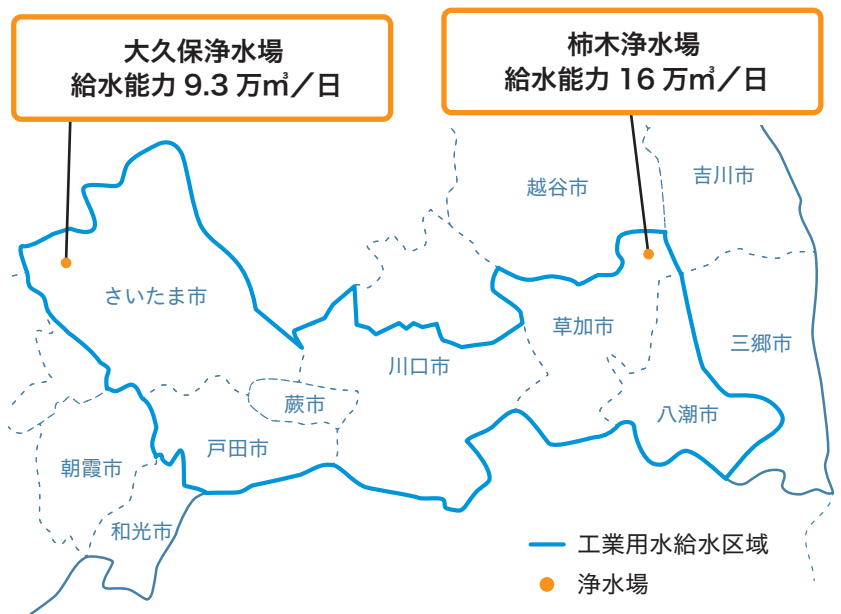 大久保浄水場
給水能力 9.3 万㎥／日
柿木浄水場
給水能力 16 万㎥／日
越谷市
吉川市
さいたま市
草加市
三郷市
川口市
蕨市
八潮市
戸田市
朝霞市
和光市
工業用水給水区域
浄水場